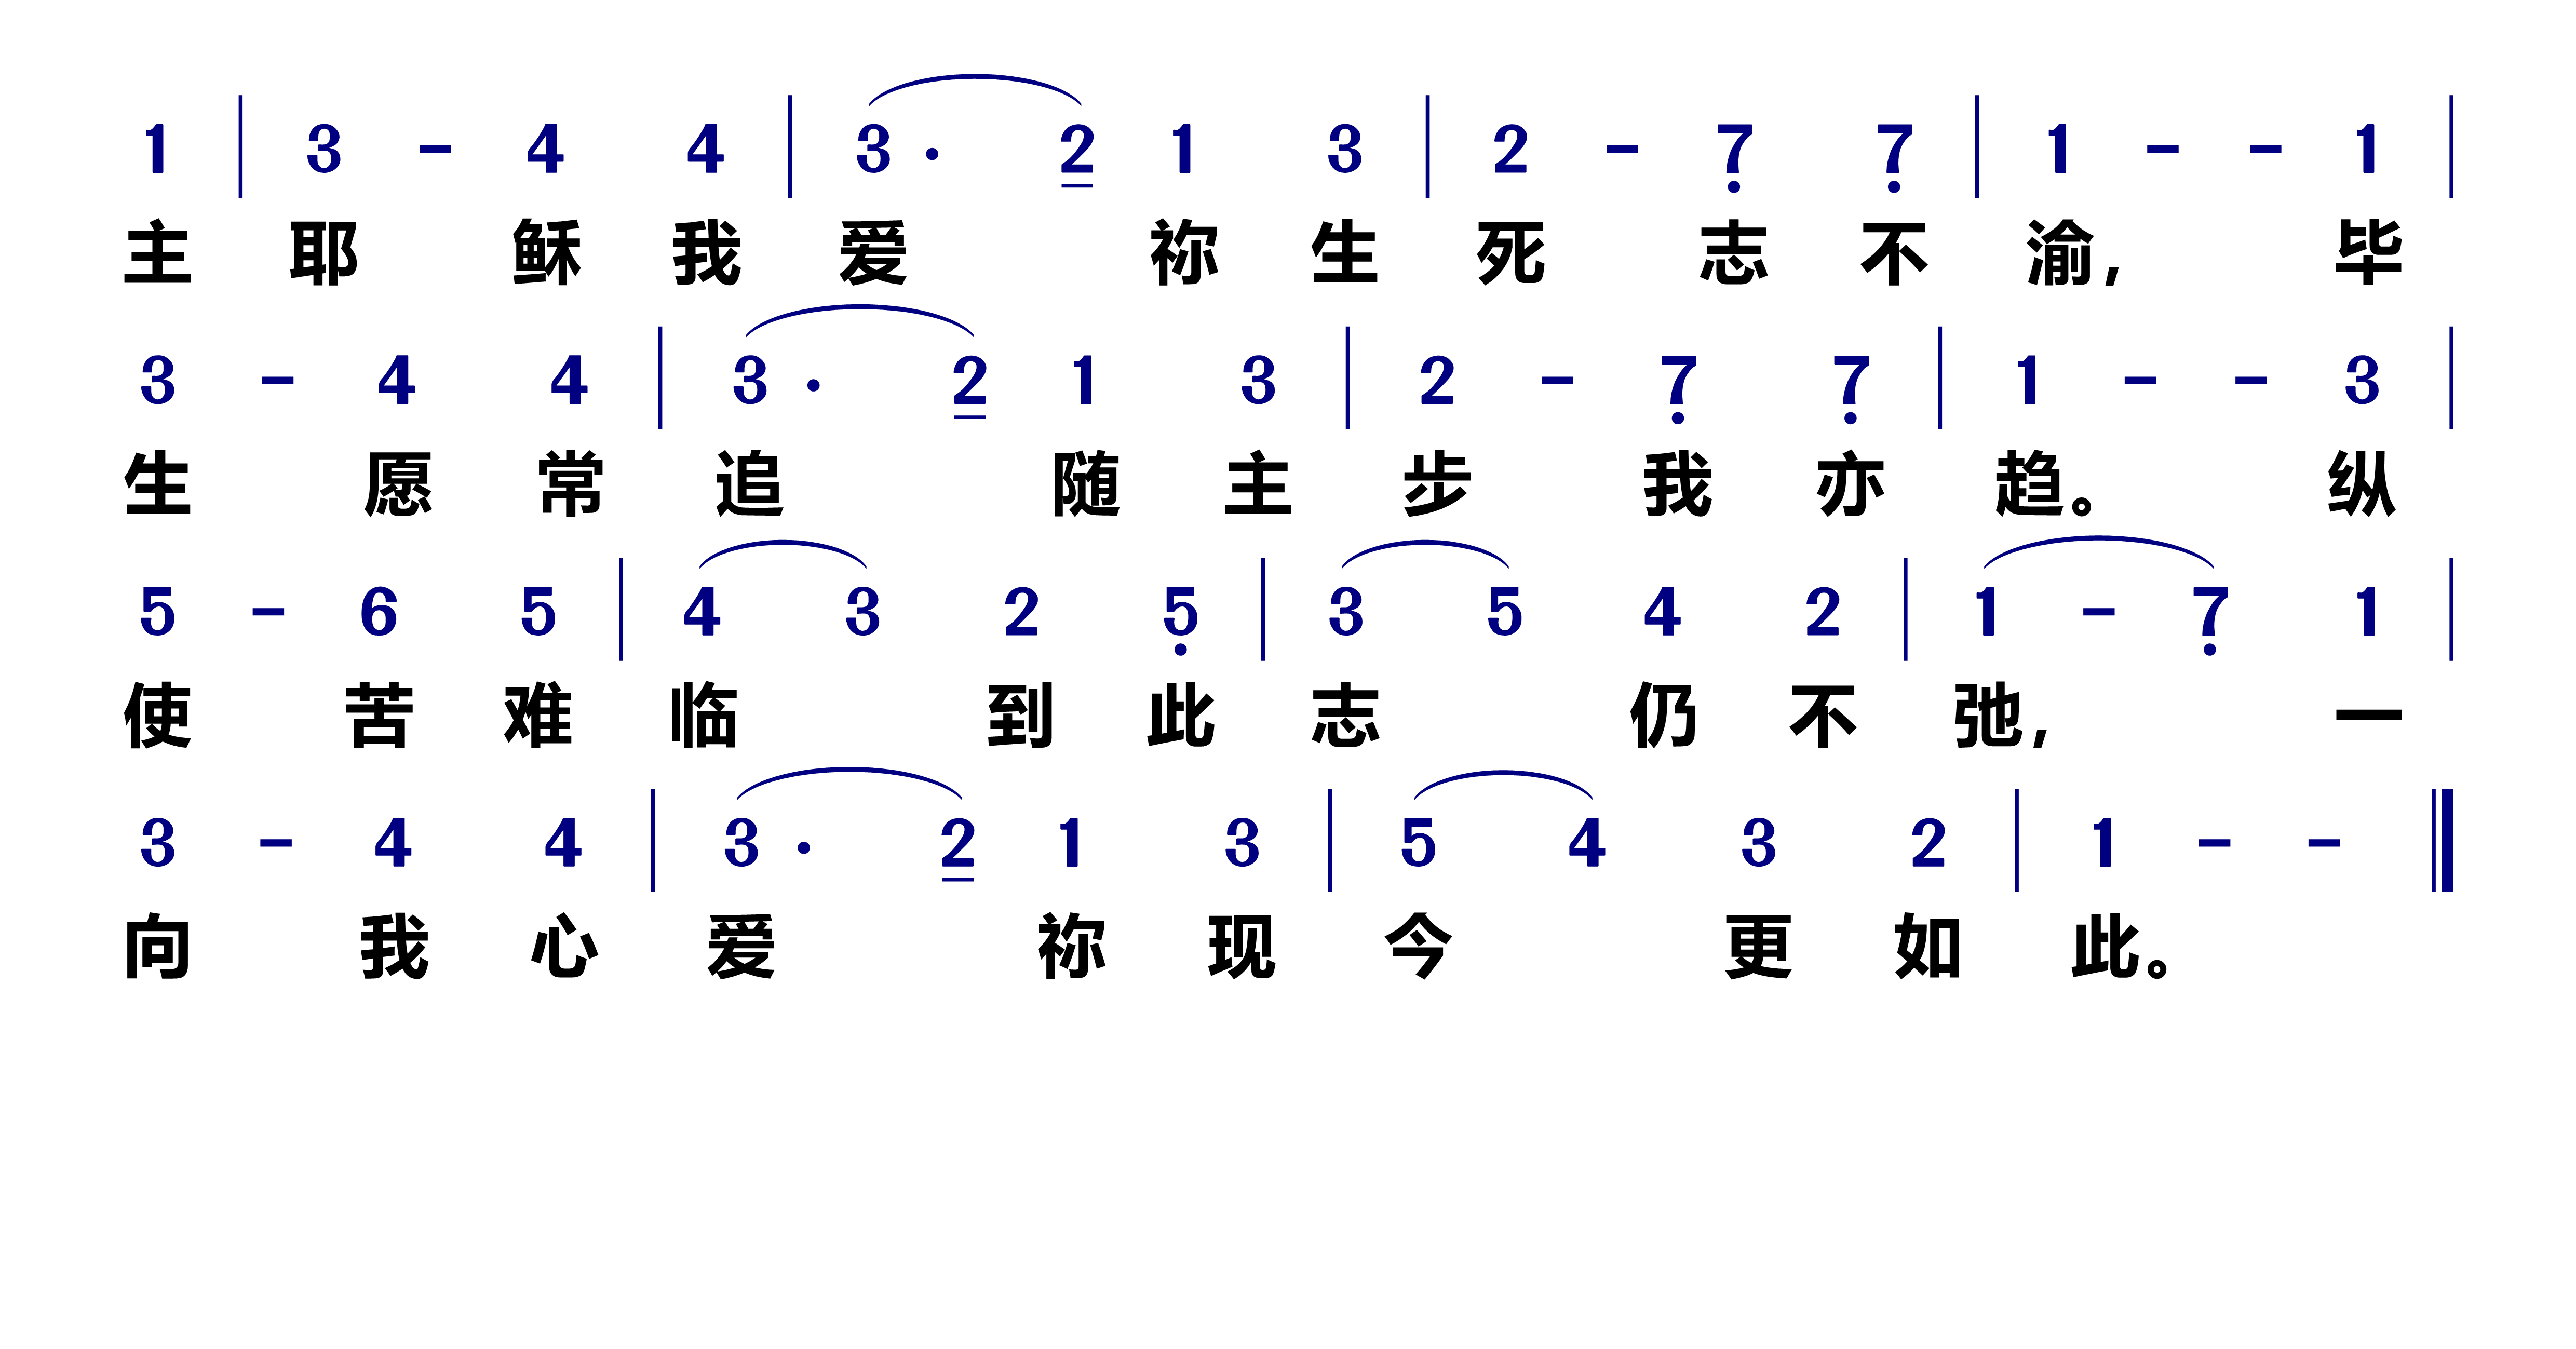 1 | 3 - 4 4 | 3 · 2 1 3 | 2 - 7̣ 7̣ | 1 - - 1 |
主耶稣我爱祢生死志不渝,毕
3 - 4 4 | 3 · 2 1 3 | 2 - 7̣ 7̣ | 1 - - 3 |
生愿常追随主步我亦趋。纵
5 - 6 5 | 4 3 2 5̣ | 3 5 4 2 | 1 - 7̣ 1 |
使苦难临到此志仍不弛,一
3 - 4 4 | 3 · 2 1 3 | 5 4 3 2 | 1 - - ‖
向我心爱祢现今更如此。